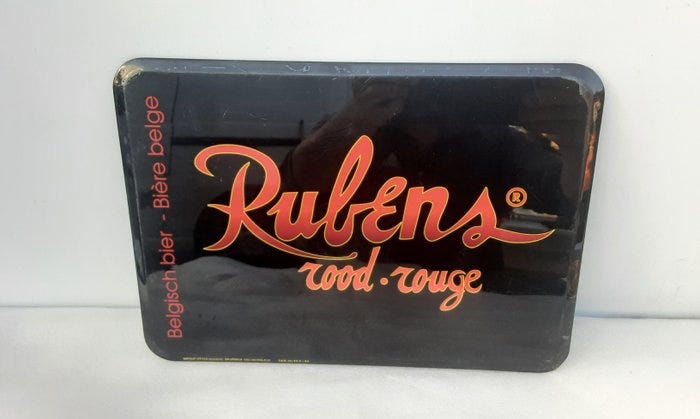 Belgisch bier - Bière belge
Rubens ®
rood · rouge